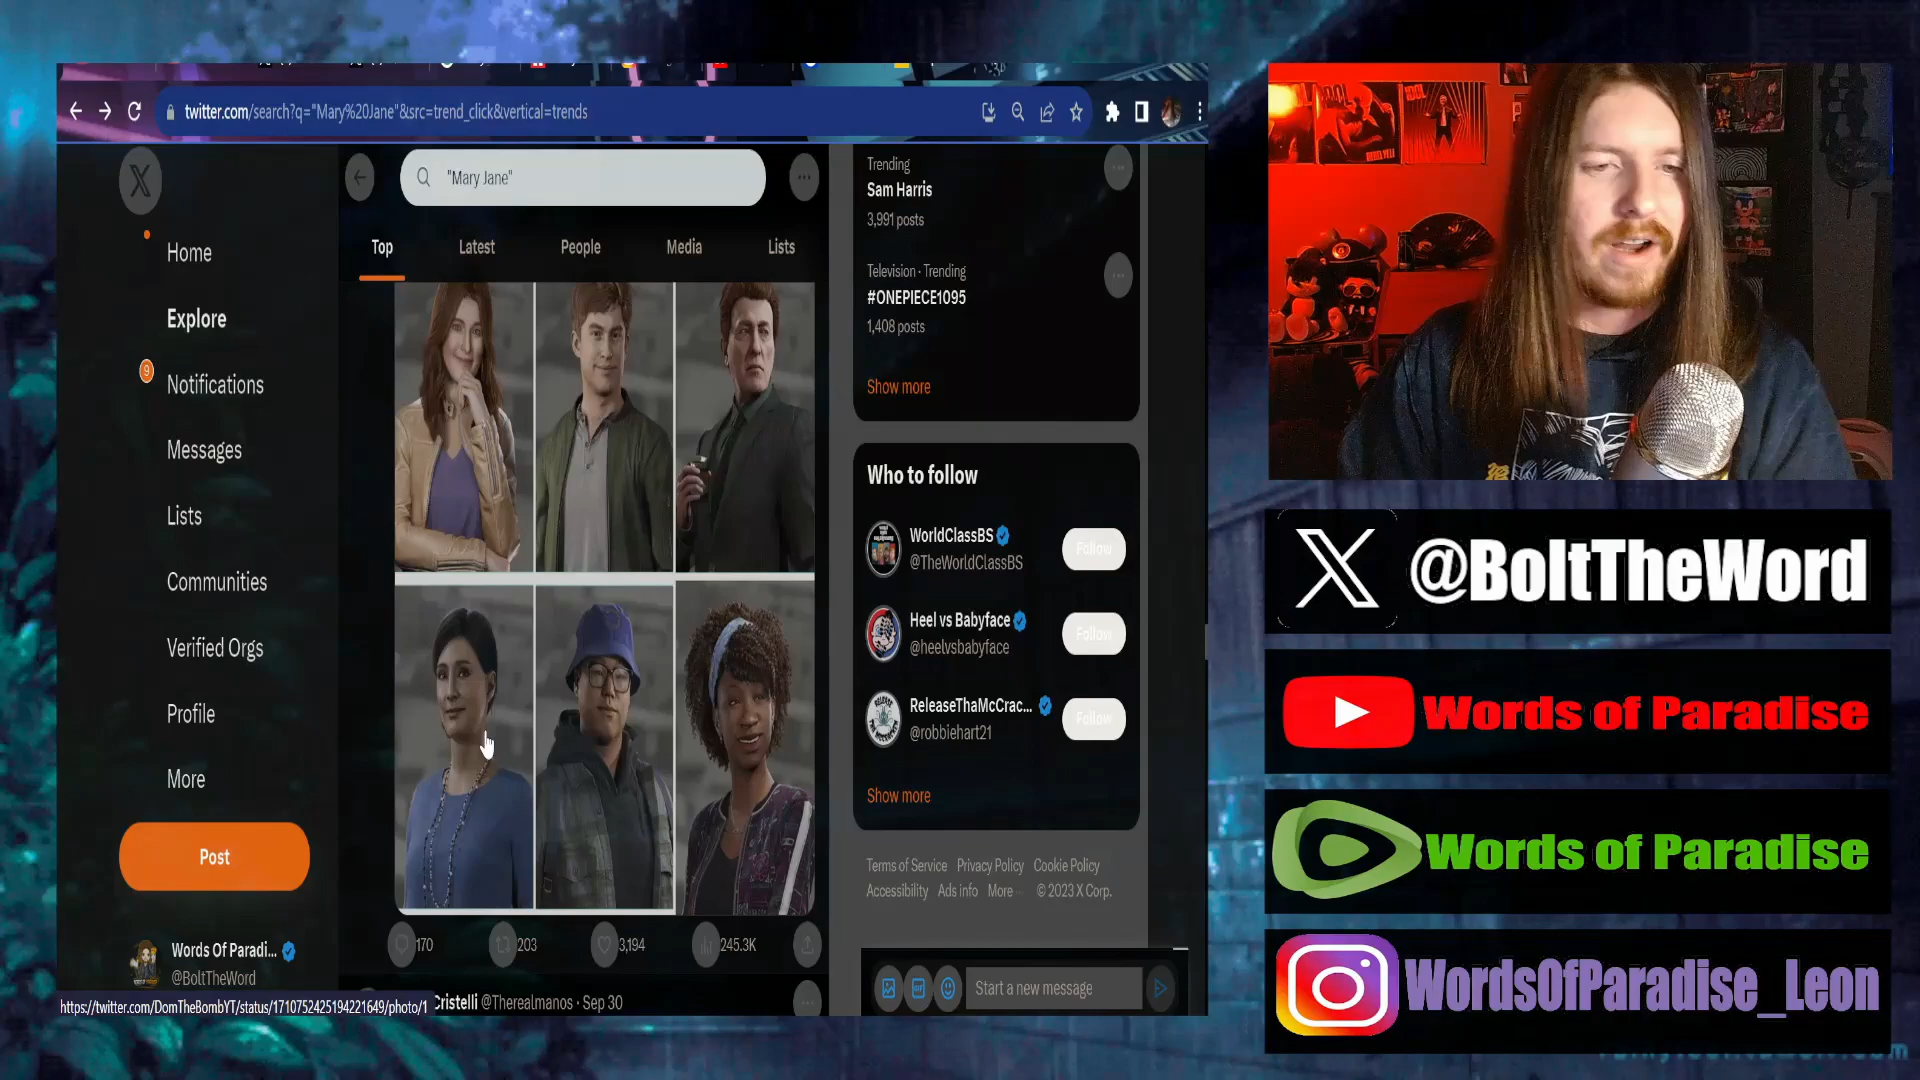 twitter.com/search?q="Mary%20Jane"&src=trend_click&vertical=trends
"Mary Jane"
Top Latest People Media Lists
Home
Explore
9
Notifications
Messages
Lists
Communities
Verified Orgs
Profile
More
Post
Words Of Paradi...
@BoltTheWord
170 203 3,194 245.3K
Cristelli @Therealmanos · Sep 30
https://twitter.com/DomTheBombYT/status/1710752425194221649/photo/1
Trending
Sam Harris
3,991 posts
Television · Trending
#ONEPIECE1095
1,408 posts
Show more
Who to follow
WorldClassBS
@TheWorldClassBS
Follow
Heel vs Babyface
@heelvsbabyface
Follow
ReleaseThaMcCrac...
@robbiehart21
Follow
Show more
Terms of Service Privacy Policy Cookie Policy
Accessibility Ads info More © 2023 X Corp.
Start a new message
@BoltTheWord
Words of Paradise
Words of Paradise
WordsOfParadise_Leon